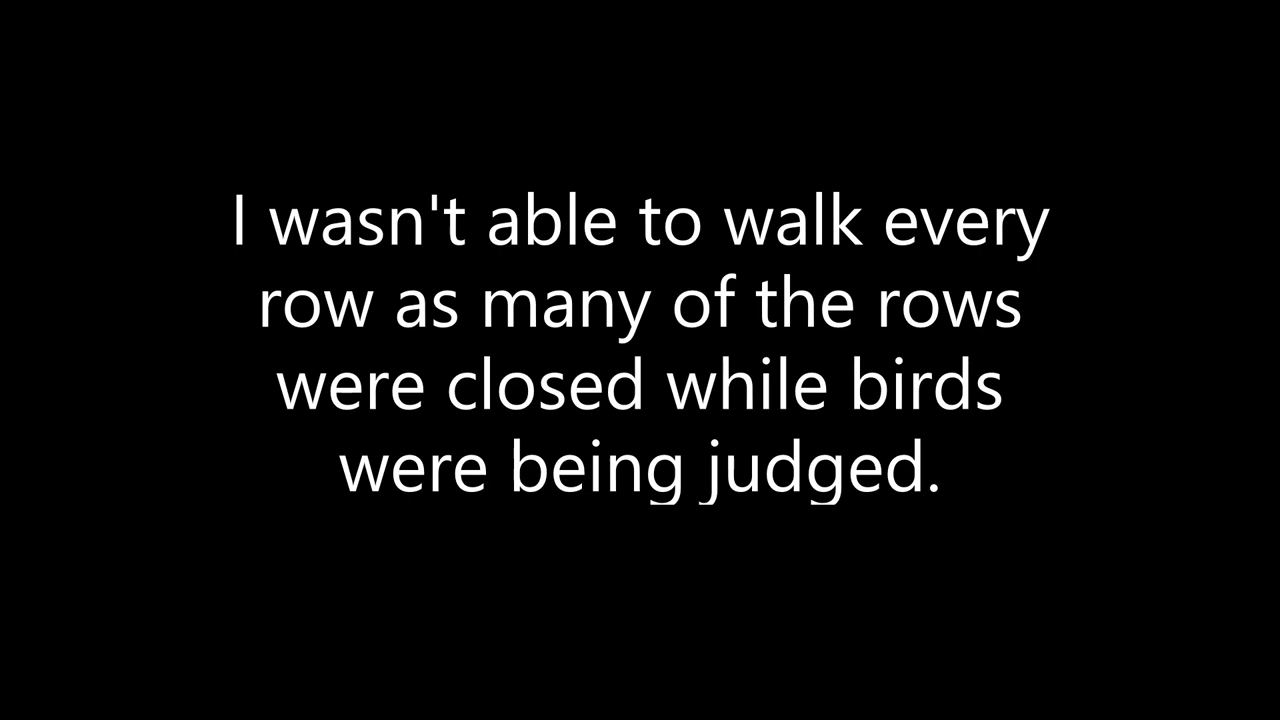 I wasn't able to walk every
row as many of the rows
were closed while birds
were being judged.